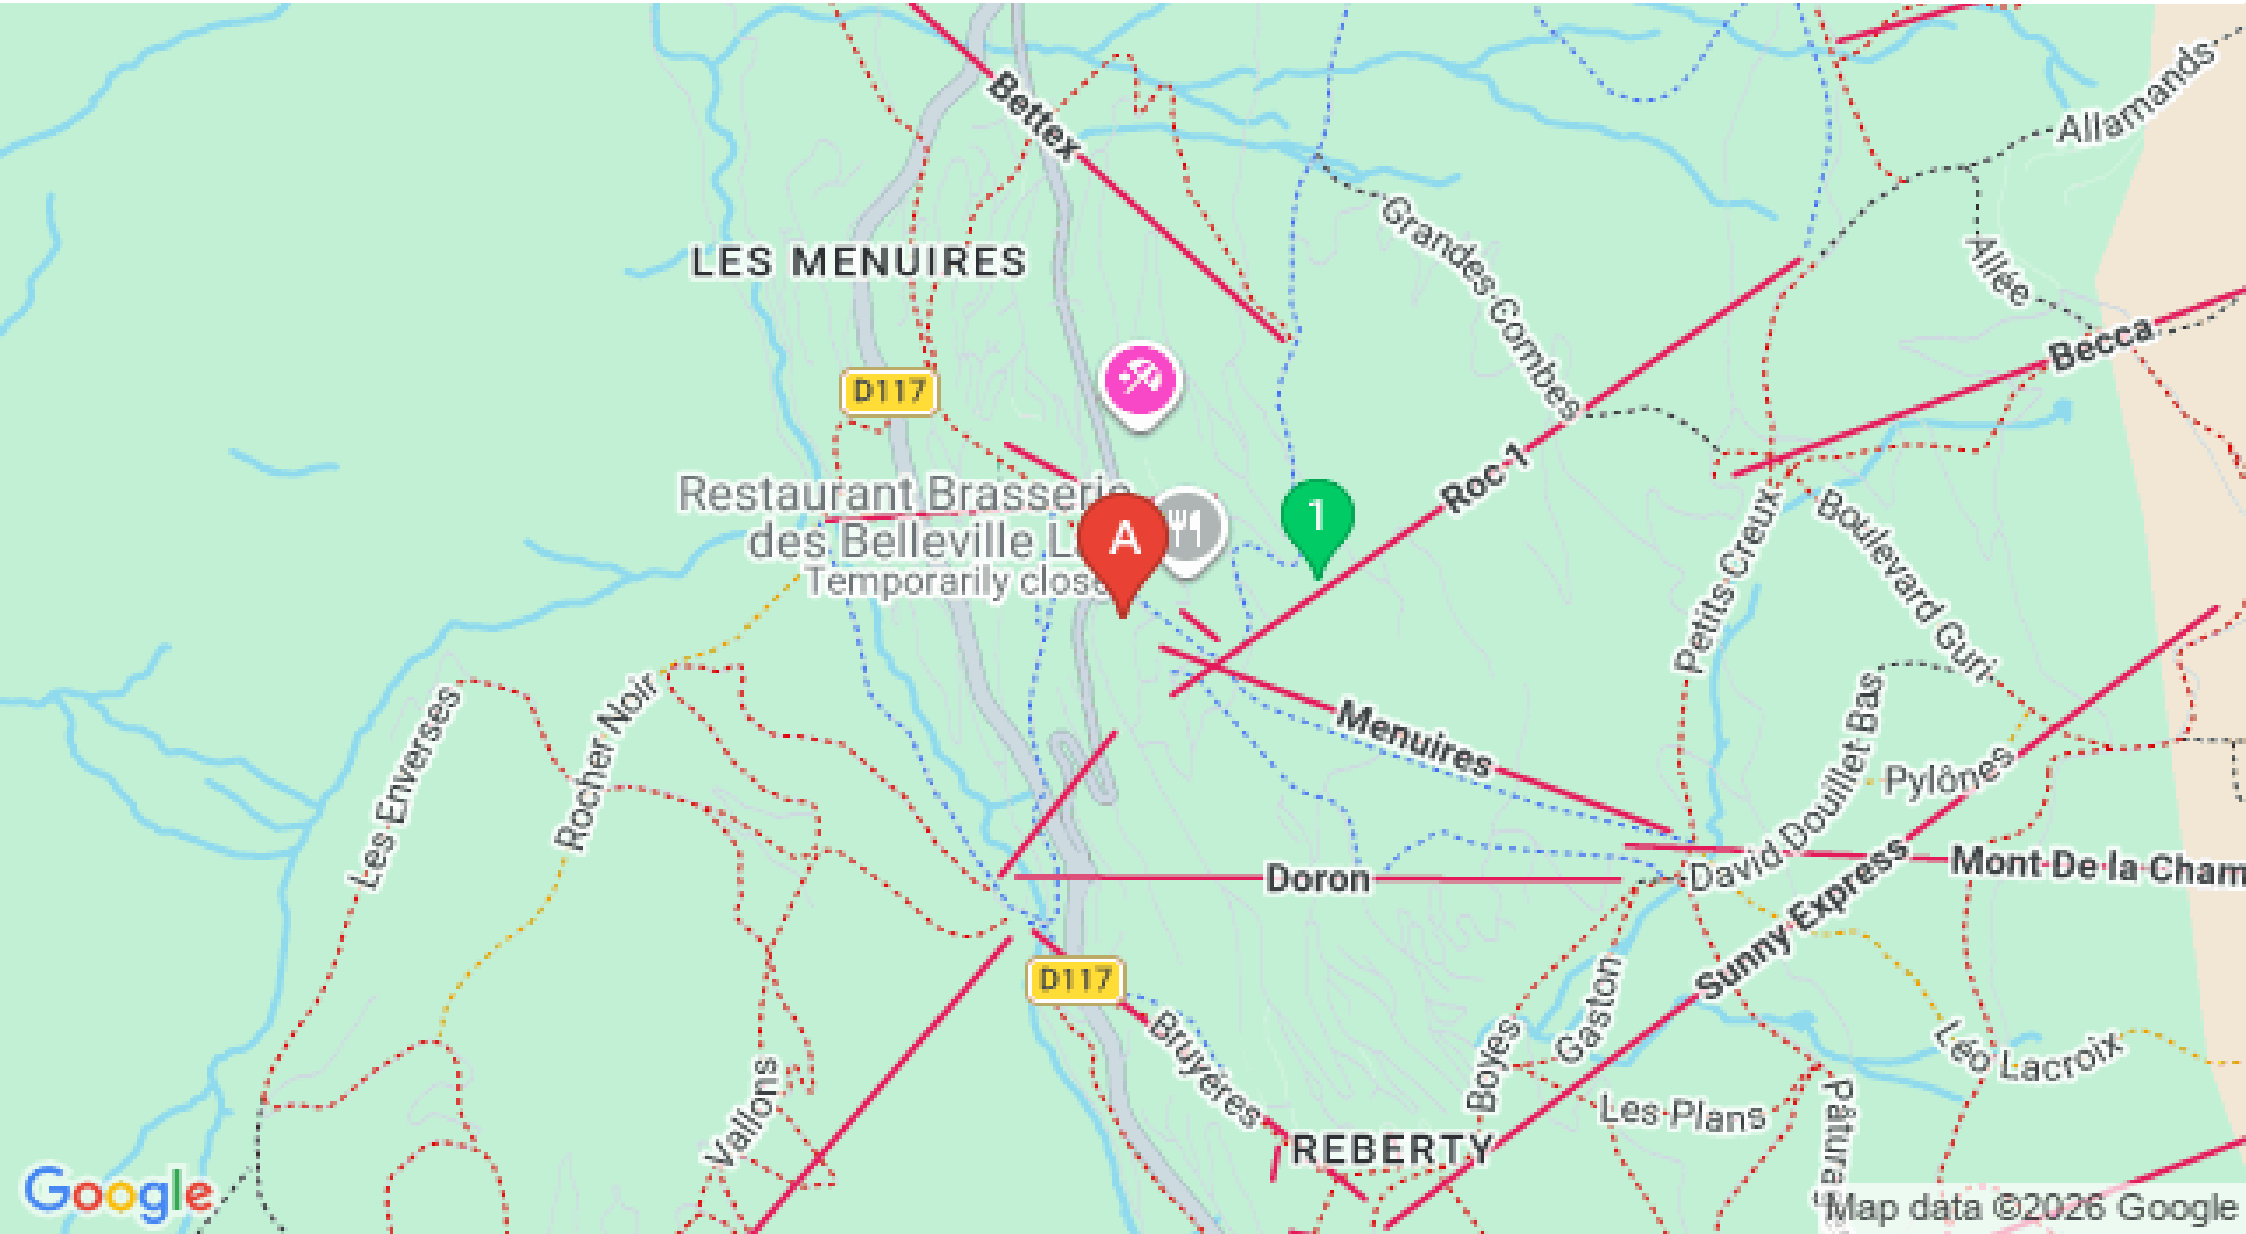 Bettex
Allamands
LES MENUIRES
Grandes Combes
Allée
Becca
D117
Roc 1
Restaurant Brasserie
des Belleville
Temporarily close
A
1
Petits Creux
Boulevard Guri
Les Enverses
Rocher Noir
Menuires
David Douillet Bas
Pylônes
Doron
Mont De la Cham
Sunny Express
D117
Bruyères
Gaston
Boyes
Léo Lacroix
Les Plans
Vallons
REBERTY
Pâtura
Google
Map data ©2026 Google